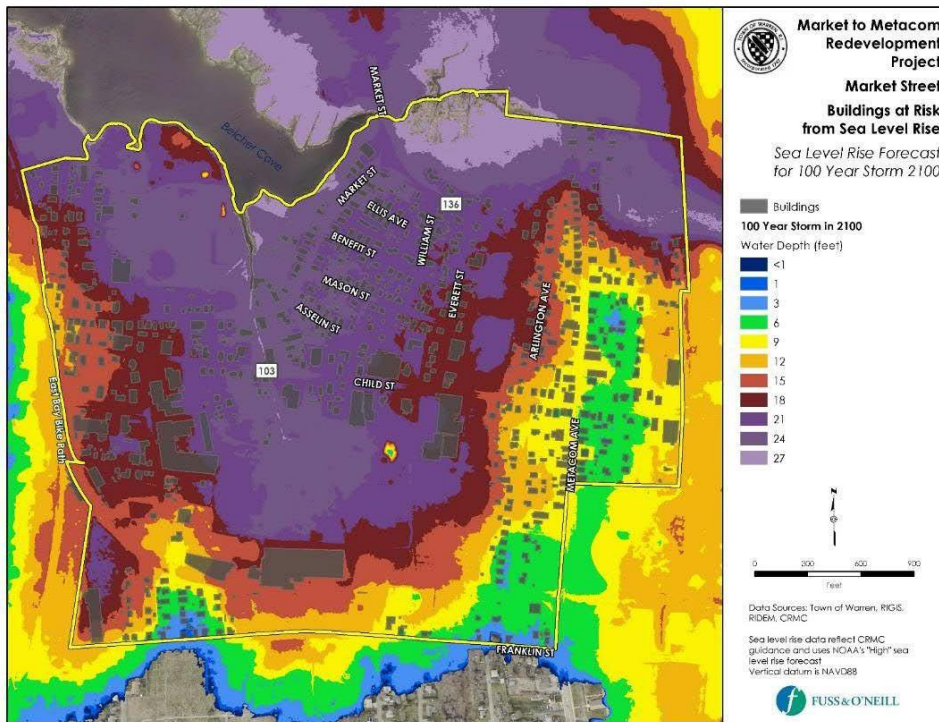 Market to Metacom
Redevelopment
Project
Market Street
Buildings at Risk
from Sea Level Rise
Sea Level Rise Forecast
for 100 Year Storm 2100
Buildings
100 Year Storm in 2100
Water Depth (feet)
<1
1
3
6
9
12
15
18
21
24
27
N
0 300 600 900
Feet
Data Sources: Town of Warren, RIGIS,
RIDEM, CRMC
Sea level rise data reflect CRMC
guidance and uses NOAA's "High" sea
level rise forecast
Vertical datum is NAVD88
FUSS & O'NEILL
MARKET ST
Belcher Cove
MARKET ST
136
ELLIS AVE
WILLIAM ST
BENEFIT ST
MASON ST
EVERETT ST
ASSELIN ST
ARLINGTON AVE
103
CHILD ST
East Bay Bike Path
METACOM AVE
FRANKLIN ST